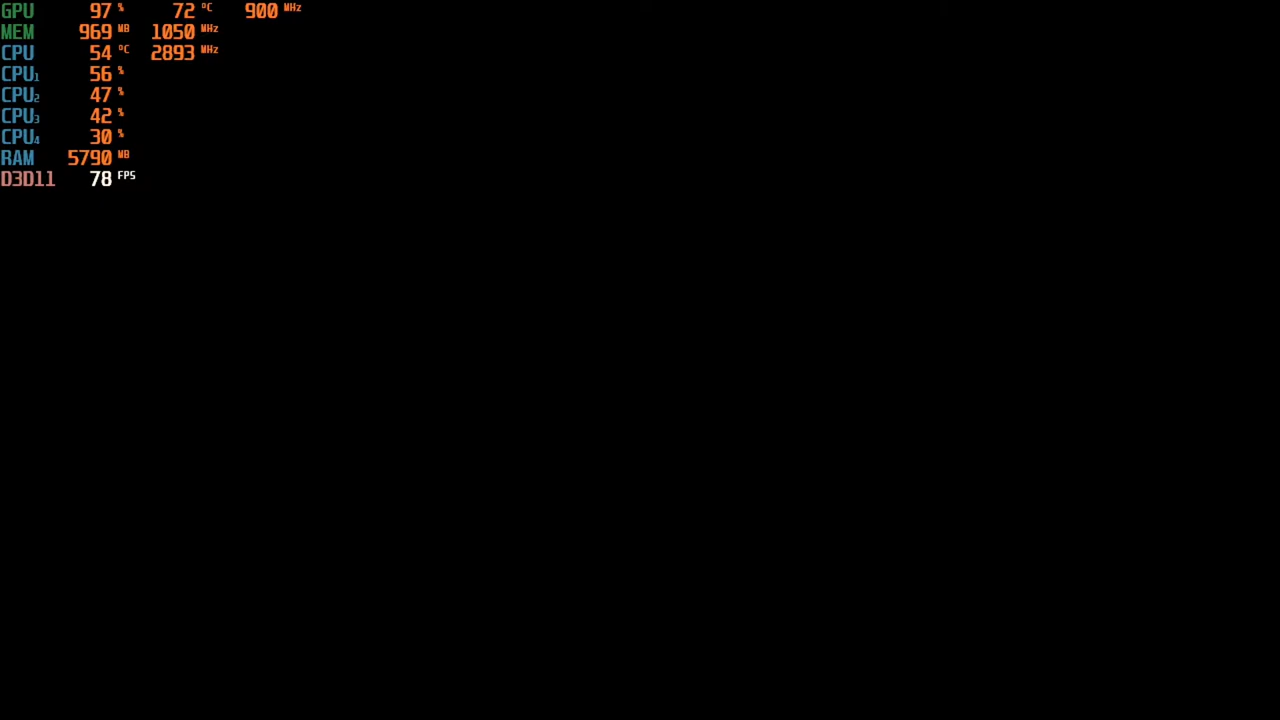 GPU 97 % 72 °C 900 MHz
MEM 969 MB 1050 MHz
CPU 54 °C 2893 MHz
CPU1 56 %
CPU2 47 %
CPU3 42 %
CPU4 30 %
RAM 5790 MB
D3D11 78 FPS